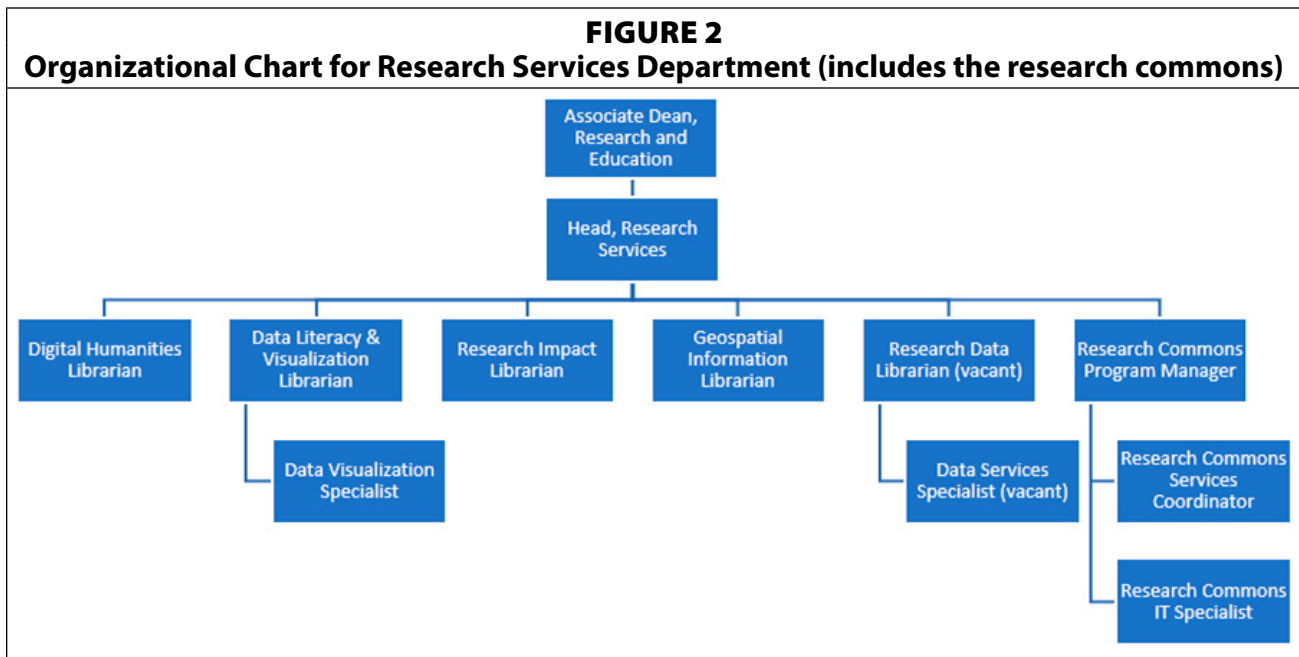 FIGURE 2
Organizational Chart for Research Services Department (includes the research commons)
Associate Dean,
Research and
Education
Head, Research
Services
Digital Humanities
Librarian
Data Literacy &
Visualization
Librarian
Research Impact
Librarian
Geospatial
Information
Librarian
Research Data
Librarian (vacant)
Research Commons
Program Manager
Data Visualization
Specialist
Data Services
Specialist (vacant)
Research Commons
Services
Coordinator
Research Commons
IT Specialist